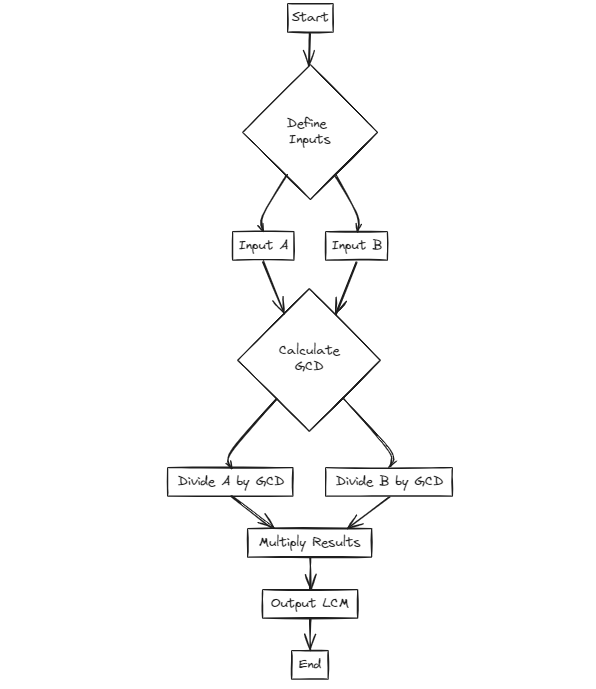 Start
Define
Inputs
Input A
Input B
Calculate
GCD
Divide A by GCD
Divide B by GCD
Multiply Results
Output LCM
End